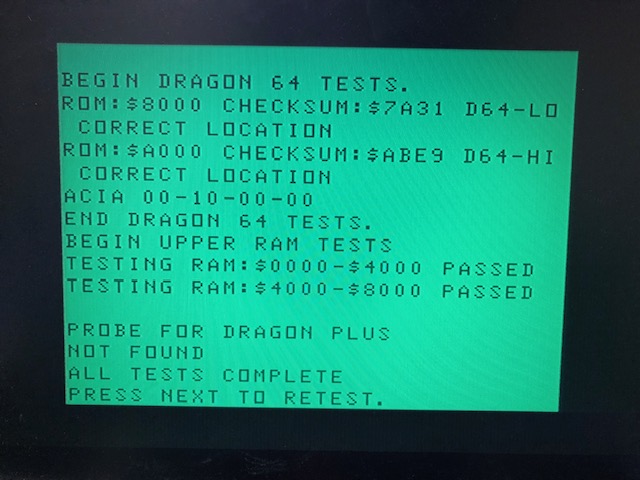 BEGIN DRAGON 64 TESTS.
ROM:$8000 CHECKSUM:$7A31 D64-LO
CORRECT LOCATION
ROM:$A000 CHECKSUM:$ABE9 D64-HI
CORRECT LOCATION
ACIA 00-10-00-00
END DRAGON 64 TESTS.
BEGIN UPPER RAM TESTS
TESTING RAM:$0000-$4000 PASSED
TESTING RAM:$4000-$8000 PASSED
PROBE FOR DRAGON PLUS
NOT FOUND
ALL TESTS COMPLETE
PRESS NEXT TO RETEST.